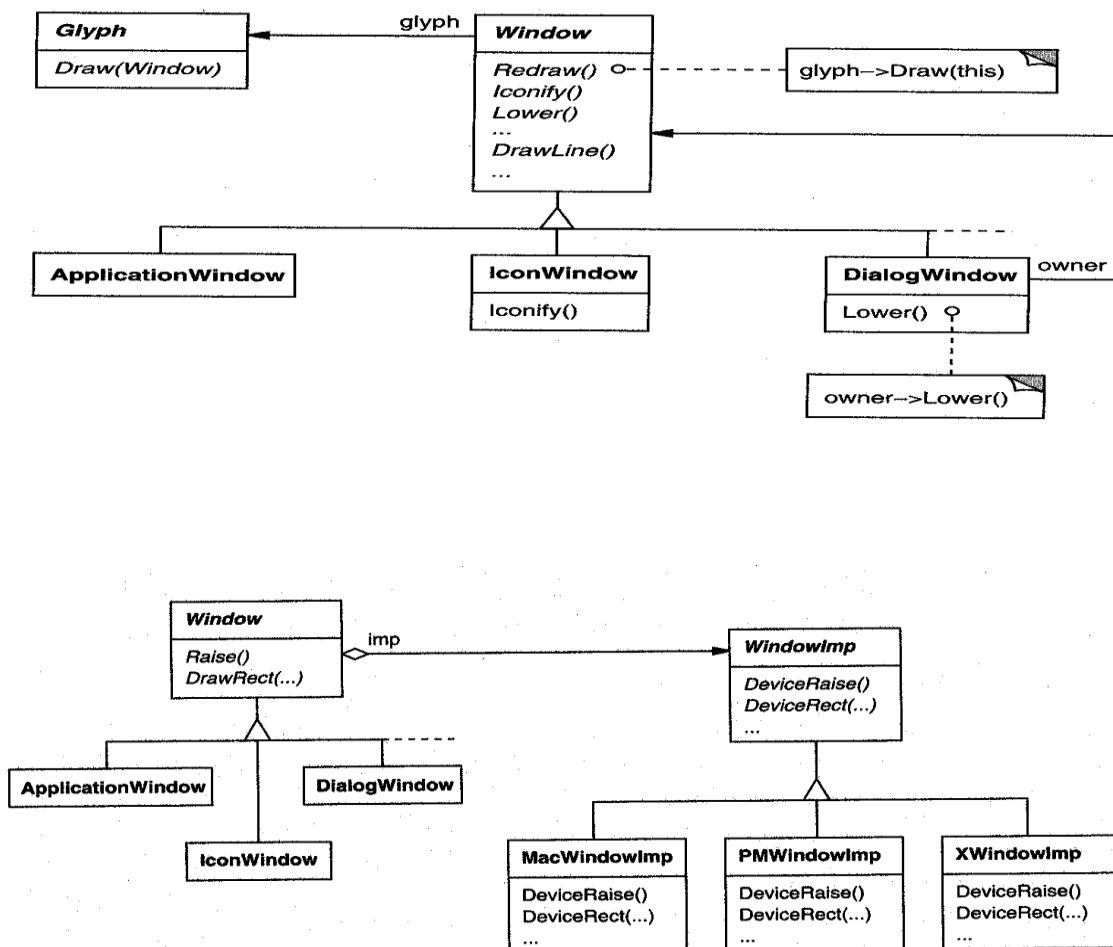 glyph
Glyph
Draw(Window)
Window
Redraw()
Iconify()
Lower()
...
DrawLine()
...
glyph->Draw(this)
ApplicationWindow
IconWindow
Iconify()
DialogWindow
Lower()
owner
owner->Lower()
Window
Raise()
DrawRect(...)
imp
WindowImp
DeviceRaise()
DeviceRect(...)
...
ApplicationWindow
DialogWindow
IconWindow
MacWindowImp
DeviceRaise()
DeviceRect(...)
...
PMWindowImp
DeviceRaise()
DeviceRect(...)
...
XWindowImp
DeviceRaise()
DeviceRect(...)
...